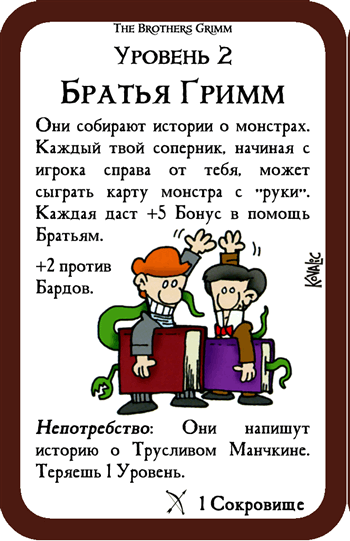 The Brothers Grimm
Уровень 2
Братья Гримм
Они собирают истории о монстрах.
Каждый твой соперник, начиная с
игрока справа от тебя, может
сыграть карту монстра с "руки".
Каждая даст +5 Бонус в помощь
Братьям.
+2 против
Бардов.
Kovalic
Непотребство: Они напишут
историю о Трусливом Манчкине.
Теряешь 1 Уровень.
1 Сокровище